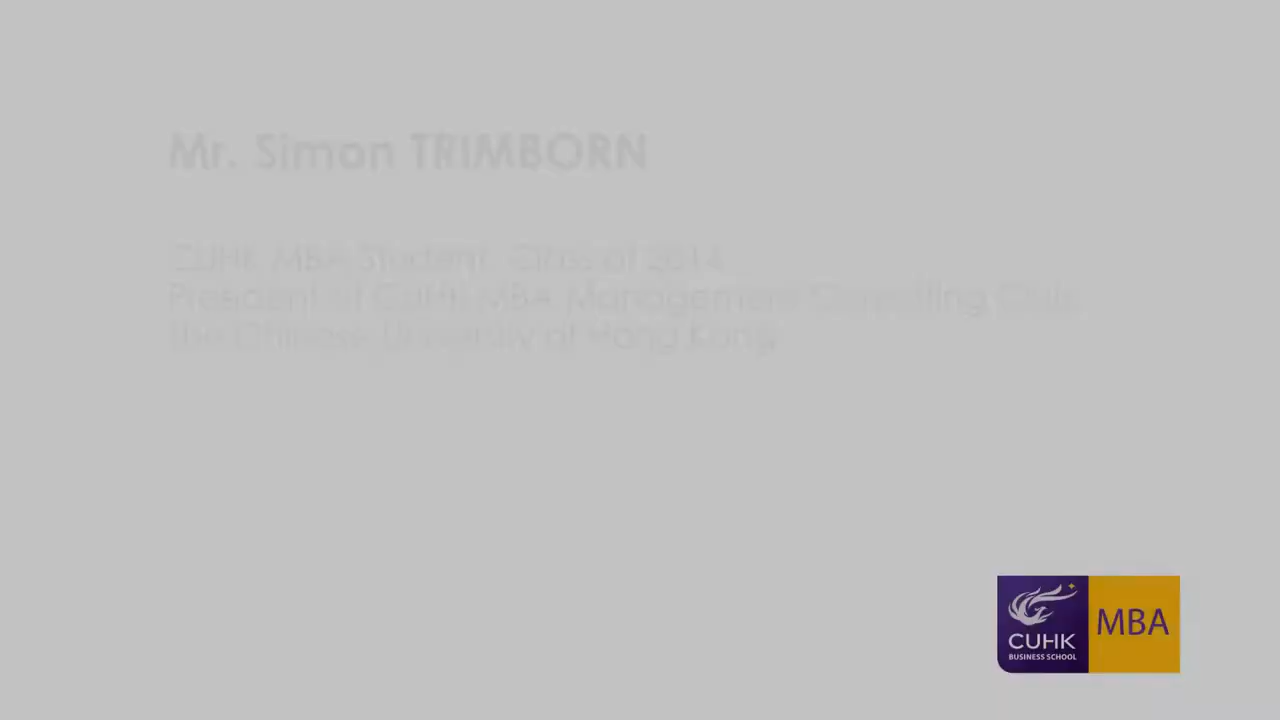 Mr. Simon TRIMBORN
CUHK MBA Student, Class of 2014
President of CUHK MBA Management Consulting Club
the Chinese University of Hong Kong
CUHK
BUSINESS SCHOOL
MBA